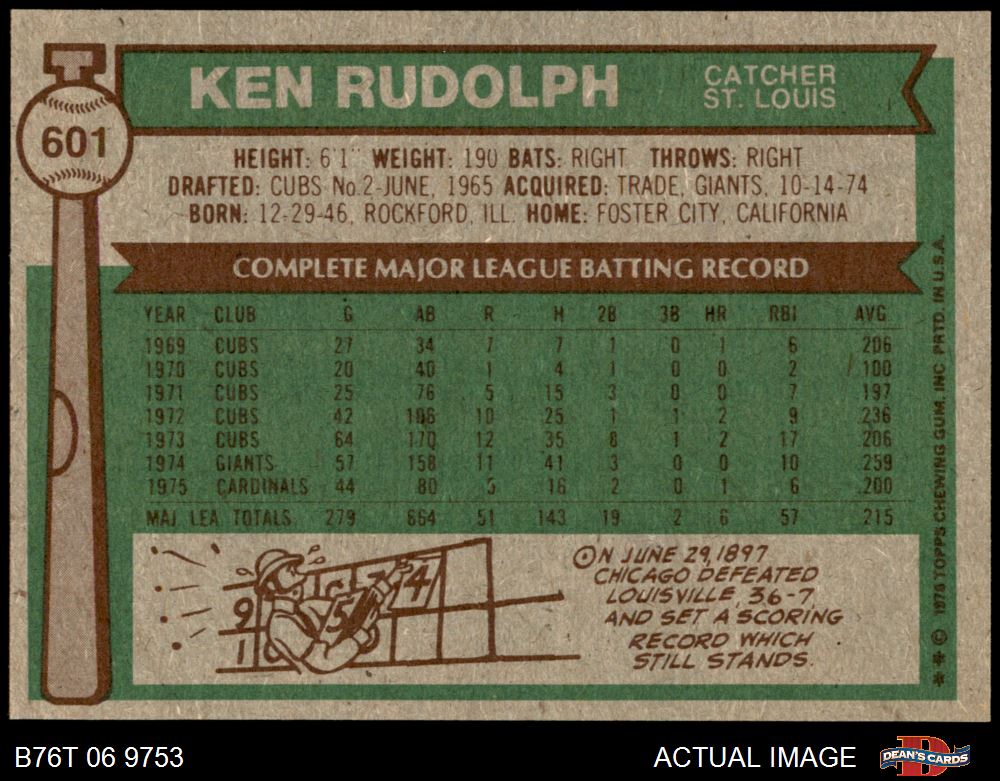 601
KEN RUDOLPH
CATCHER
ST. LOUIS
HEIGHT: 6'1" WEIGHT: 190 BATS: RIGHT THROWS: RIGHT
DRAFTED: CUBS No.2-JUNE, 1965 ACQUIRED: TRADE, GIANTS, 10-14-74
BORN: 12-29-46, ROCKFORD, ILL. HOME: FOSTER CITY, CALIFORNIA
COMPLETE MAJOR LEAGUE BATTING RECORD
YEAR CLUB G AB R H 2B 3B HR RBI AVG
1969 CUBS 27 34 7 7 1 0 1 6 .206
1970 CUBS 20 40 1 4 1 0 0 2 .100
1971 CUBS 25 76 5 15 3 0 0 7 .197
1972 CUBS 42 106 10 25 1 1 2 9 .236
1973 CUBS 64 170 12 35 8 1 2 17 .206
1974 GIANTS 57 158 11 41 3 0 0 10 .259
1975 CARDINALS 44 80 5 16 2 0 1 6 .200
MAJ. LEA. TOTALS 279 664 51 143 19 2 6 57 .215
9 6 7 4
5
1
ON JUNE 29, 1897
CHICAGO DEFEATED
LOUISVILLE, 36-7,
AND SET A SCORING
RECORD WHICH
STILL STANDS.
* * © 1976 TOPPS CHEWING GUM, INC. PRTD. IN U.S.A.
B76T 06 9753
ACTUAL IMAGE
DEAN'S CARDS